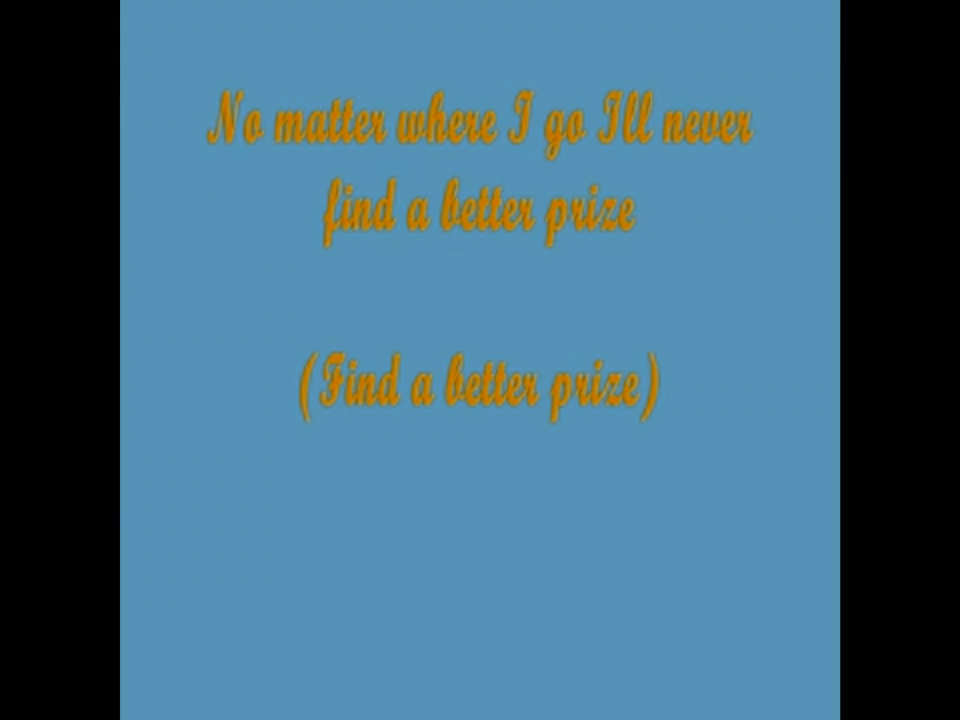 No matter where I go Ill never
find a better prize
(Find a better prize)